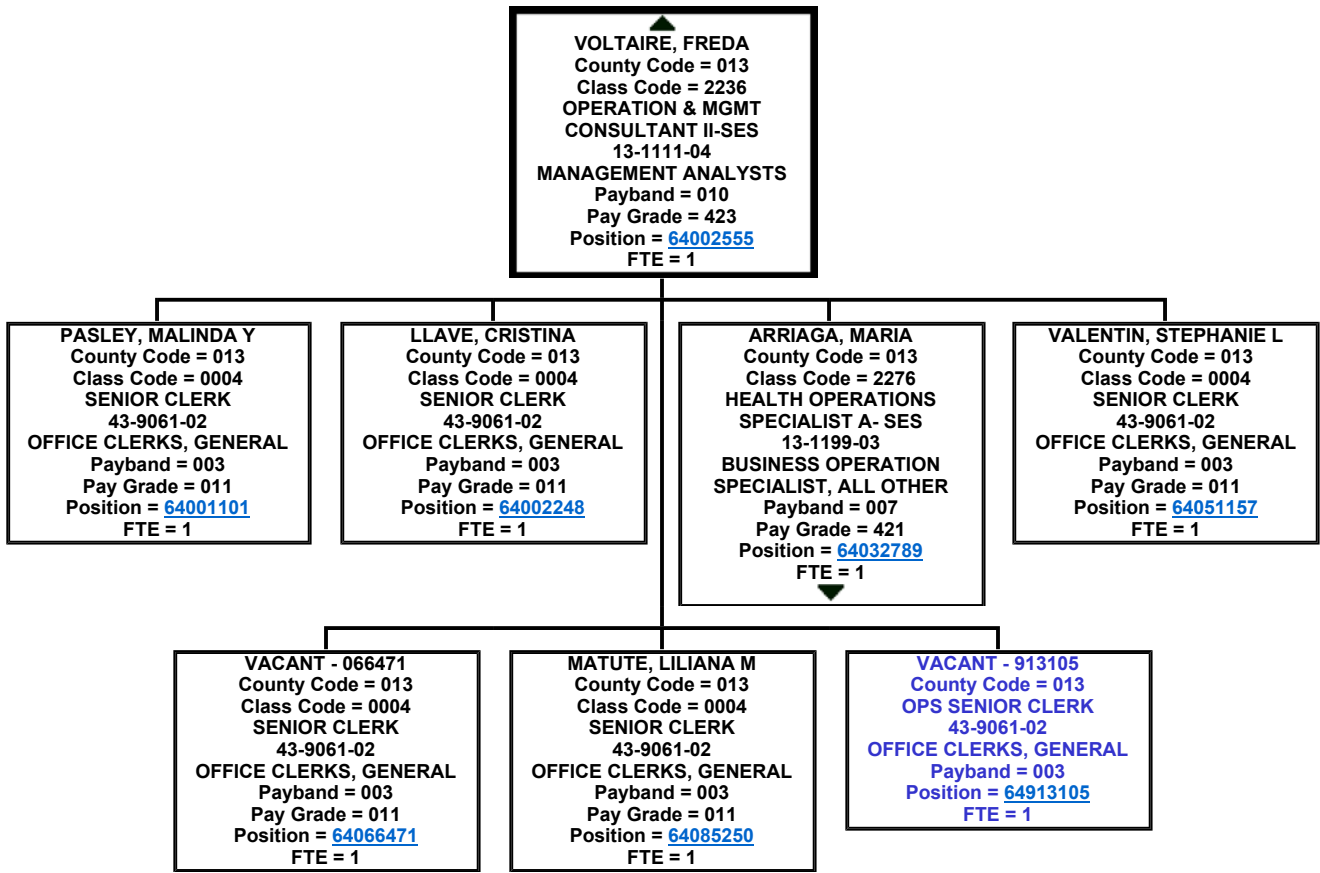 VOLTAIRE, FREDA
County Code = 013
Class Code = 2236
OPERATION & MGMT
CONSULTANT II-SES
13-1111-04
MANAGEMENT ANALYSTS
Payband = 010
Pay Grade = 423
Position = 64002555
FTE = 1
PASLEY, MALINDA Y
County Code = 013
Class Code = 0004
SENIOR CLERK
43-9061-02
OFFICE CLERKS, GENERAL
Payband = 003
Pay Grade = 011
Position = 64001101
FTE = 1
LLAVE, CRISTINA
County Code = 013
Class Code = 0004
SENIOR CLERK
43-9061-02
OFFICE CLERKS, GENERAL
Payband = 003
Pay Grade = 011
Position = 64002248
FTE = 1
ARRIAGA, MARIA
County Code = 013
Class Code = 2276
HEALTH OPERATIONS
SPECIALIST A- SES
13-1199-03
BUSINESS OPERATION
SPECIALIST, ALL OTHER
Payband = 007
Pay Grade = 421
Position = 64032789
FTE = 1
VALENTIN, STEPHANIE L
County Code = 013
Class Code = 0004
SENIOR CLERK
43-9061-02
OFFICE CLERKS, GENERAL
Payband = 003
Pay Grade = 011
Position = 64051157
FTE = 1
VACANT - 066471
County Code = 013
Class Code = 0004
SENIOR CLERK
43-9061-02
OFFICE CLERKS, GENERAL
Payband = 003
Pay Grade = 011
Position = 64066471
FTE = 1
MATUTE, LILIANA M
County Code = 013
Class Code = 0004
SENIOR CLERK
43-9061-02
OFFICE CLERKS, GENERAL
Payband = 003
Pay Grade = 011
Position = 64085250
FTE = 1
VACANT - 913105
County Code = 013
OPS SENIOR CLERK
43-9061-02
OFFICE CLERKS, GENERAL
Payband = 003
Position = 64913105
FTE = 1